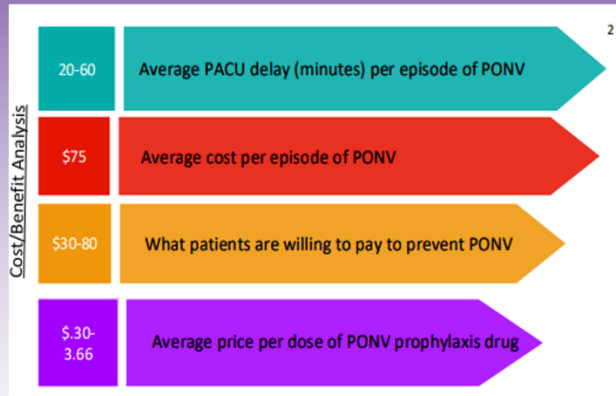 2
Cost/Benefit Analysis
20-60
Average PACU delay (minutes) per episode of PONV
$75
Average cost per episode of PONV
$30-80
What patients are willing to pay to prevent PONV
$.30-
3.66
Average price per dose of PONV prophylaxis drug